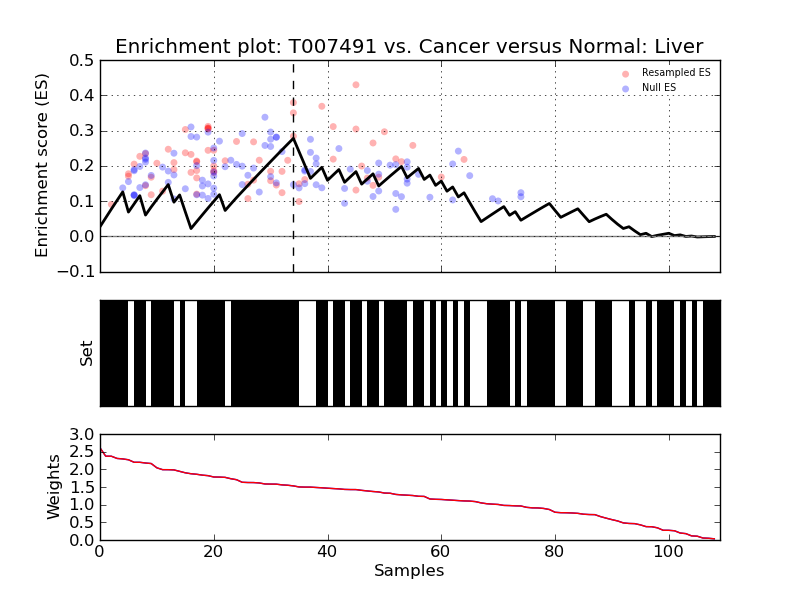 Enrichment plot: T007491 vs. Cancer versus Normal: Liver
Enrichment score (ES)
0.5
0.4
0.3
0.2
0.1
0.0
−0.1
Resampled ES
Null ES
Set
Weights
3.0
2.5
2.0
1.5
1.0
0.5
0.0
0 20 40 60 80 100
Samples